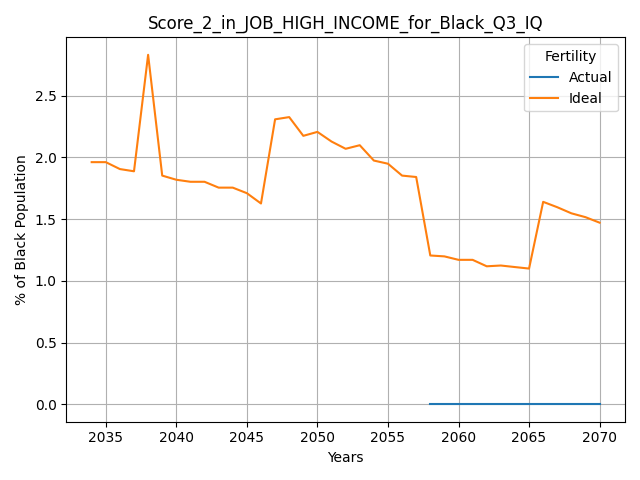 Score_2_in_JOB_HIGH_INCOME_for_Black_Q3_IQ
Fertility
Actual
Ideal
% of Black Population
2.5
2.0
1.5
1.0
0.5
0.0
2035 2040 2045 2050 2055 2060 2065 2070
Years